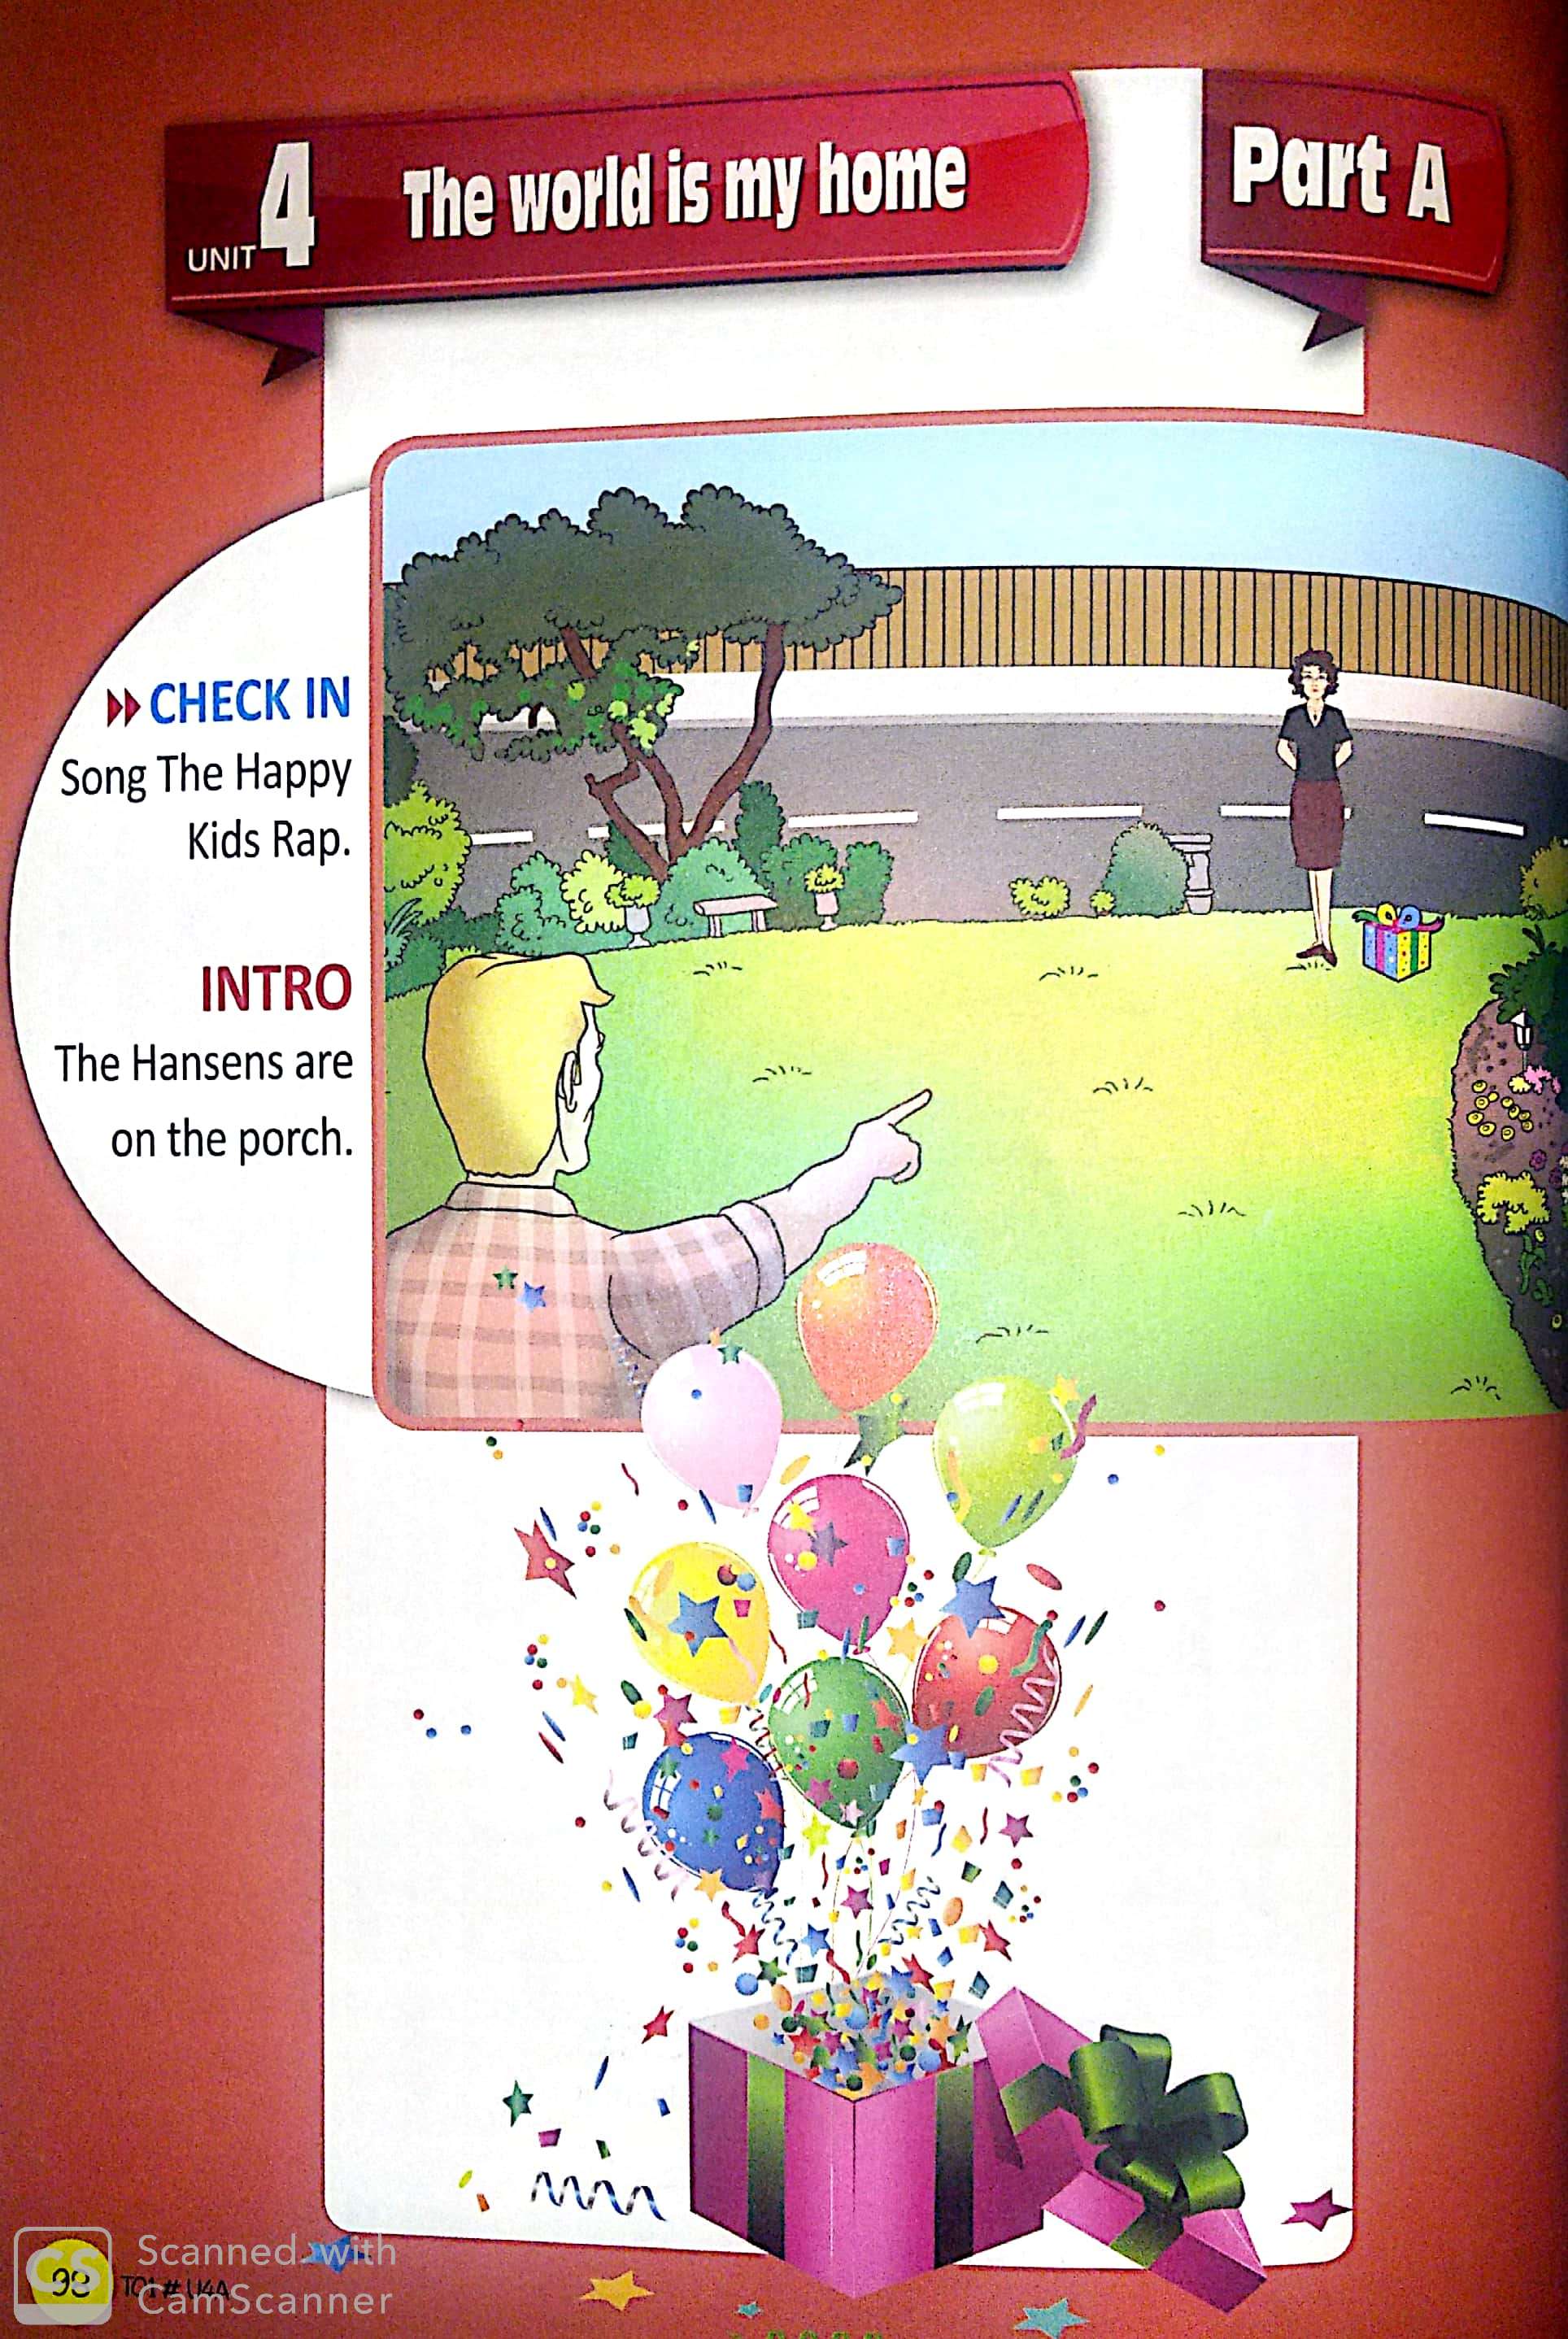 UNIT 4 The world is my home
Part A
CHECK IN
Song The Happy
Kids Rap.
INTRO
The Hansens are
on the porch.
Scanned with
CamScanner
CS